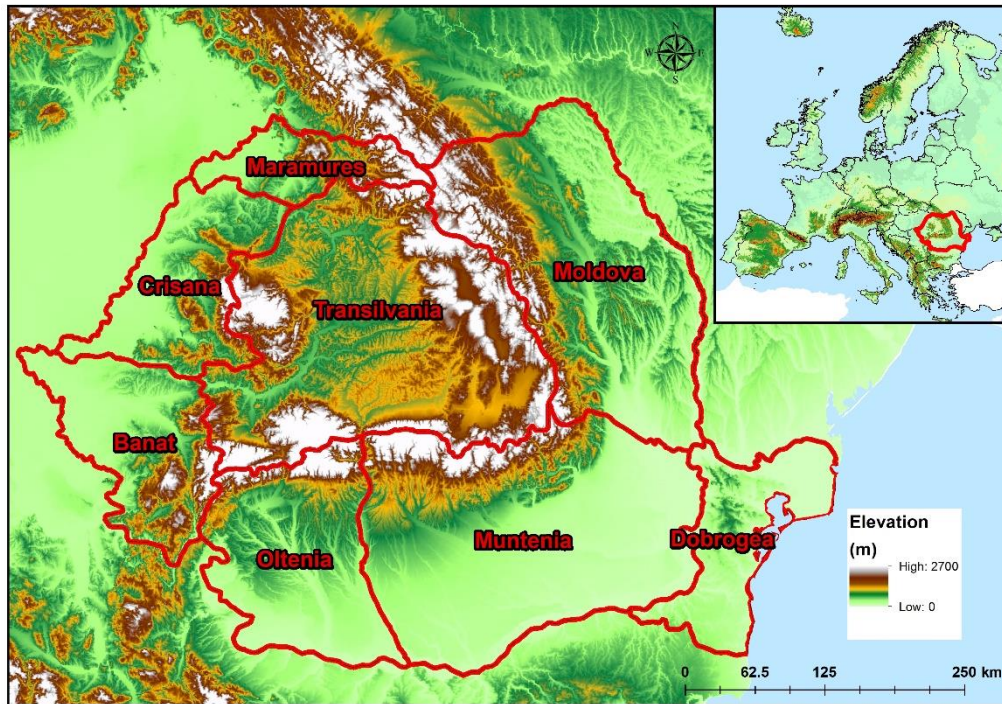 N
W E
S
Maramures
Crisana
Transilvania
Moldova
Banat
Oltenia
Muntenia
Dobrogea
Elevation
(m)
High: 2700
Low: 0
0 62.5 125 250 km